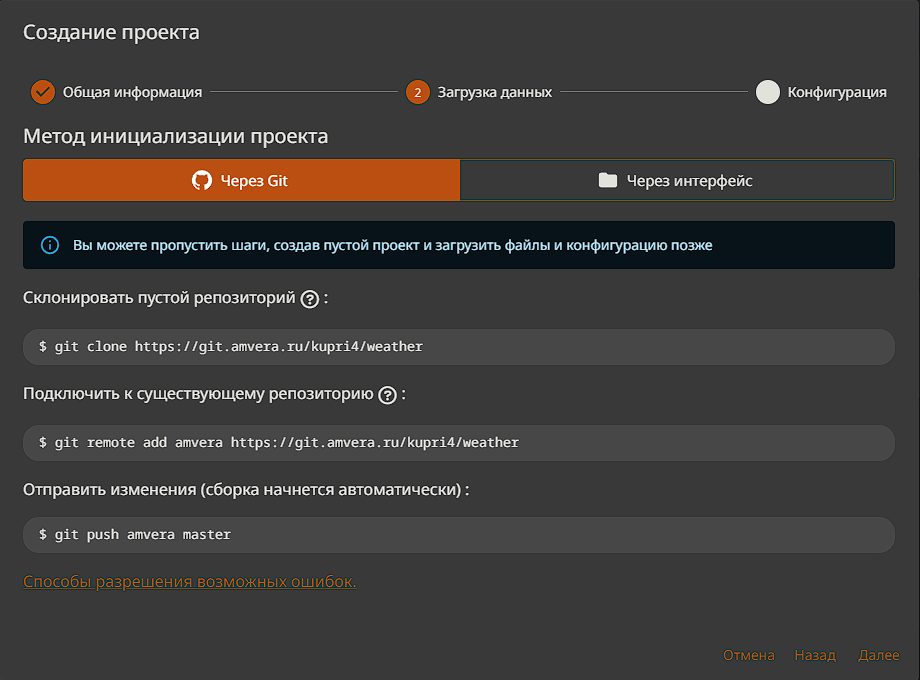 Создание проекта
Общая информация
2 Загрузка данных
Конфигурация
Метод инициализации проекта
Через Git
Через интерфейс
Вы можете пропустить шаги, создав пустой проект и загрузить файлы и конфигурацию позже
Склонировать пустой репозиторий ? :
$ git clone https://git.amvera.ru/kupri4/weather
Подключить к существующему репозиторию ? :
$ git remote add amvera https://git.amvera.ru/kupri4/weather
Отправить изменения (сборка начнется автоматически) :
$ git push amvera master
Способы разрешения возможных ошибок.
Отмена Назад Далее